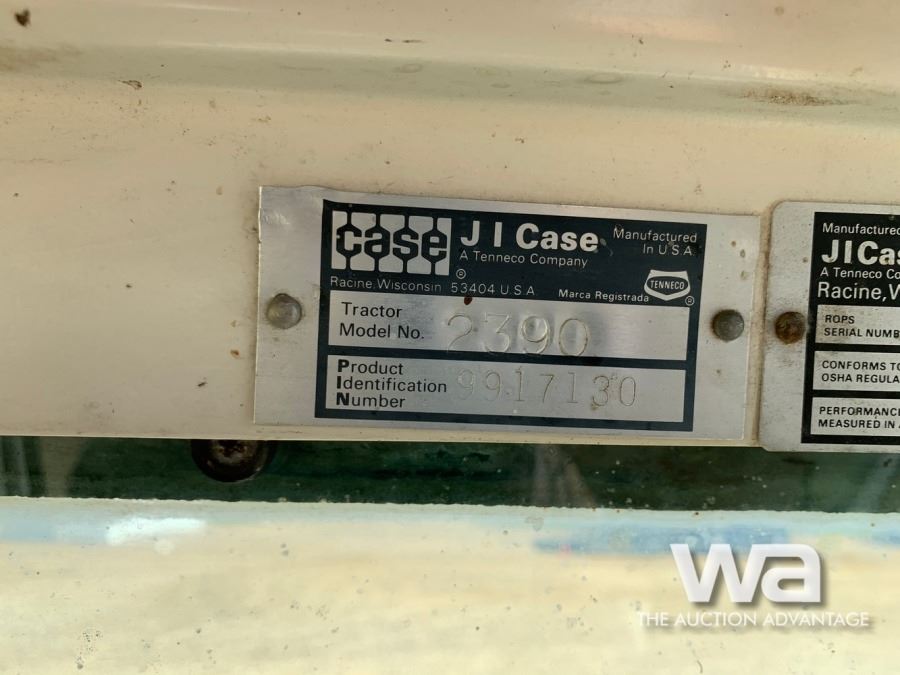 case
J I Case
A Tenneco Company
Manufactured
In U.S.A.
©
Racine, Wisconsin 53404 U S A
Marca Registrada
TENNECO
®
Tractor
Model No. 2390
Product
Identification
Number
9917130
Manufactured
J I Cas
A Tenneco Co
Racine, W
ROPS
SERIAL NUMB
CONFORMS TO
OSHA REGULA
PERFORMANC
MEASURED IN
wa
THE AUCTION ADVANTAGE